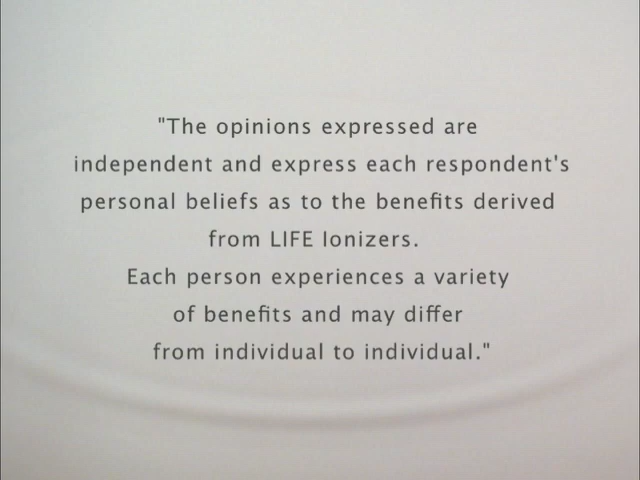 "The opinions expressed are
independent and express each respondent's
personal beliefs as to the benefits derived
from LIFE Ionizers.
Each person experiences a variety
of benefits and may differ
from individual to individual."